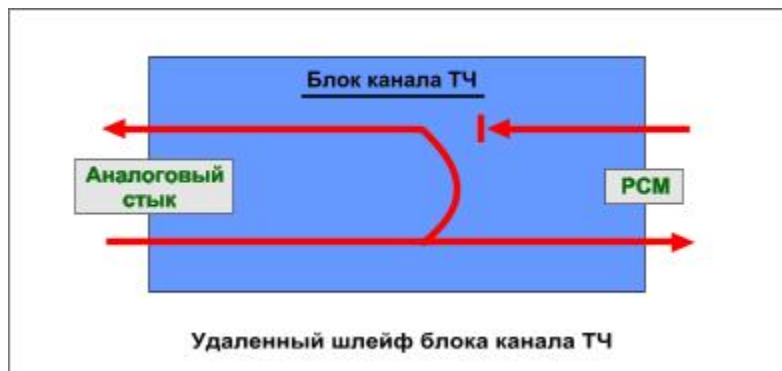 Блок канала ТЧ
Аналоговый
стык
PCM
Удаленный шлейф блока канала ТЧ